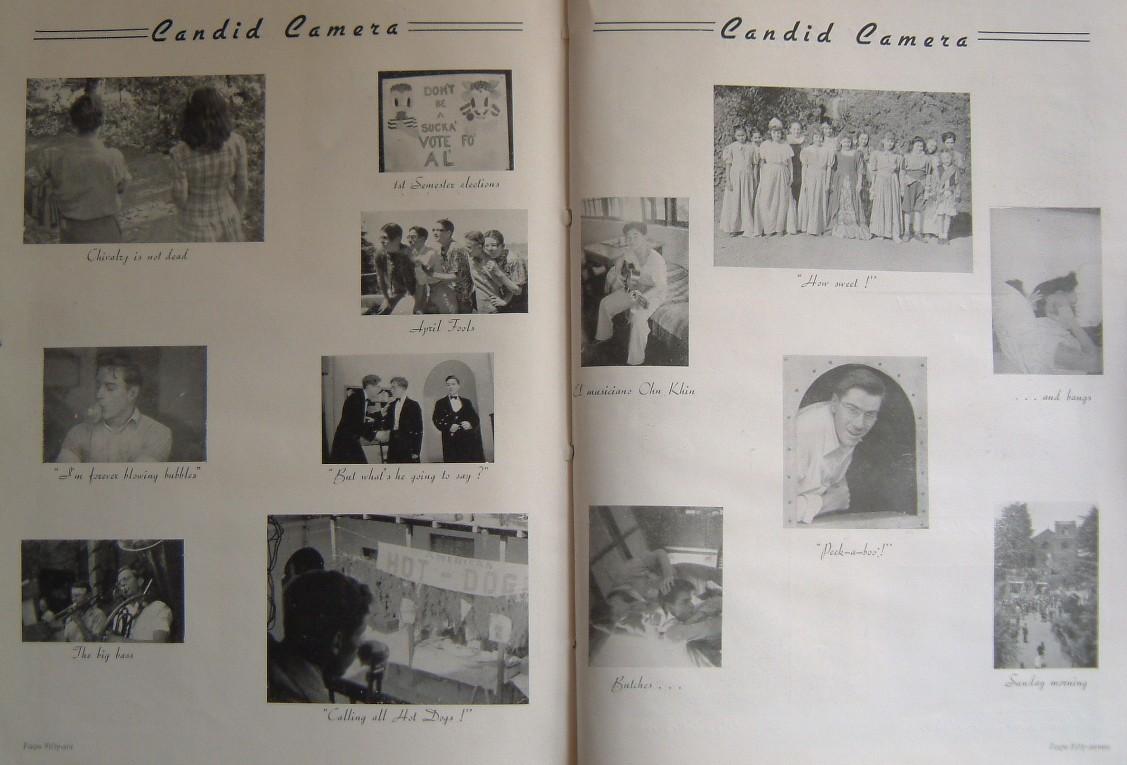 Candid Camera
Chivalry is not dead
DON'T
BE
A
SUCKA'
VOTE FO'
AL'
1st Semester elections
April Fools
"I'm forever blowing bubbles"
"But what's he going to say ?"
The big bass
HOT-DOG
"Calling all Hot Dogs !"
Page Fifty-six
Candid Camera
"How sweet !"
musiciano Ohn Khin
. . . and bangs
"Peek-a-boo!"
Butches . . .
Sunday morning
Page Fifty-seven